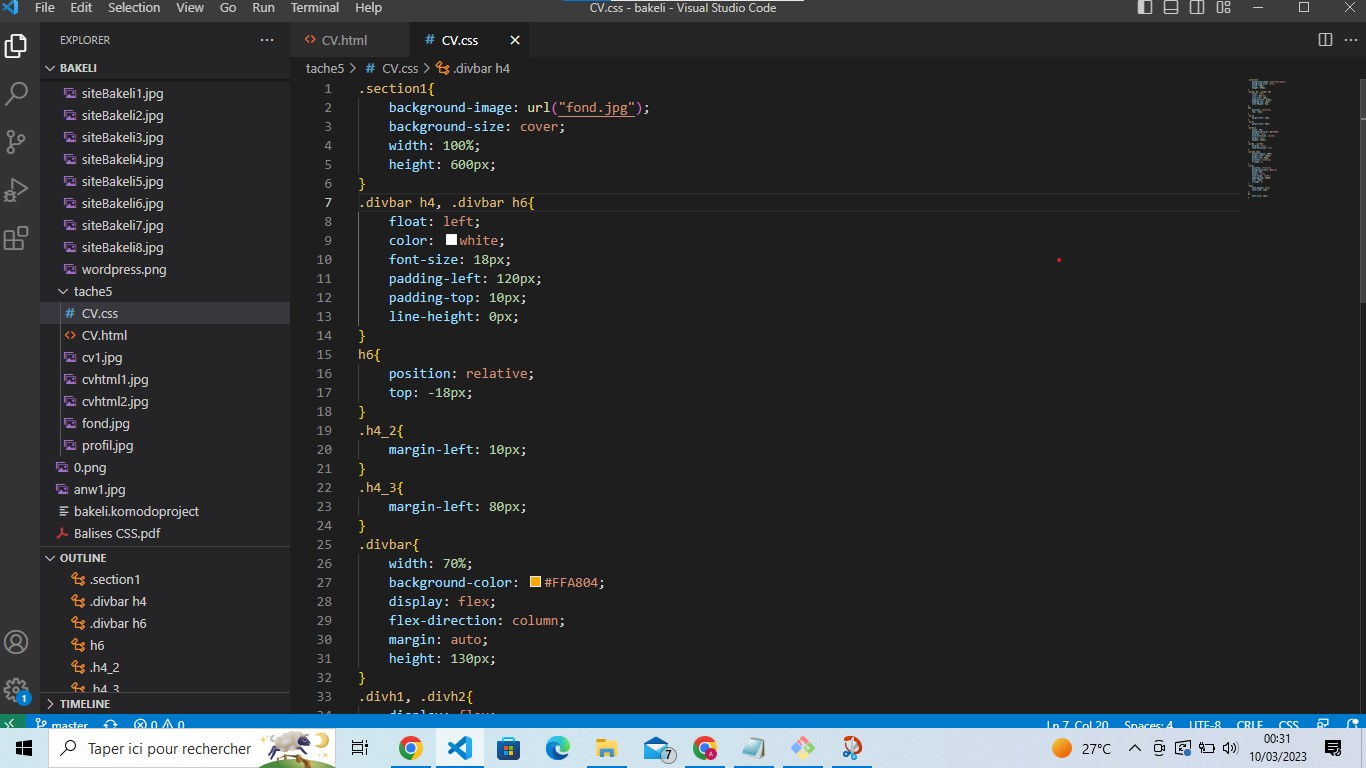 File Edit Selection View Go Run Terminal Help
CV.css - bakeli - Visual Studio Code
EXPLORER
BAKELI
siteBakeli1.jpg
siteBakeli2.jpg
siteBakeli3.jpg
siteBakeli4.jpg
siteBakeli5.jpg
siteBakeli6.jpg
siteBakeli7.jpg
siteBakeli8.jpg
wordpress.png
tache5
# CV.css
<> CV.html
cv1.jpg
cvhtml1.jpg
cvhtml2.jpg
fond.jpg
profil.jpg
0.png
anw1.jpg
bakeli.komodoproject
Balises CSS.pdf
OUTLINE
.section1
.divbar h4
.divbar h6
h6
.h4_2
.h4_3
TIMELINE
<> CV.html
# CV.css
tache5 > # CV.css > .divbar h4
1 .section1{
2 background-image: url("fond.jpg");
3 background-size: cover;
4 width: 100%;
5 height: 600px;
6 }
7 .divbar h4, .divbar h6{
8 float: left;
9 color: white;
10 font-size: 18px;
11 padding-left: 120px;
12 padding-top: 10px;
13 line-height: 0px;
14 }
15 h6{
16 position: relative;
17 top: -18px;
18 }
19 .h4_2{
20 margin-left: 10px;
21 }
22 .h4_3{
23 margin-left: 80px;
24 }
25 .divbar{
26 width: 70%;
27 background-color: #FFA804;
28 display: flex;
29 flex-direction: column;
30 margin: auto;
31 height: 130px;
32 }
33 .divh1, .divh2{
34 display: flex;
1
master 0 0
Ln 7, Col 20 Spaces: 4 UTF-8 CRLF CSS
Taper ici pour rechercher
7
27°C
00:31
10/03/2023